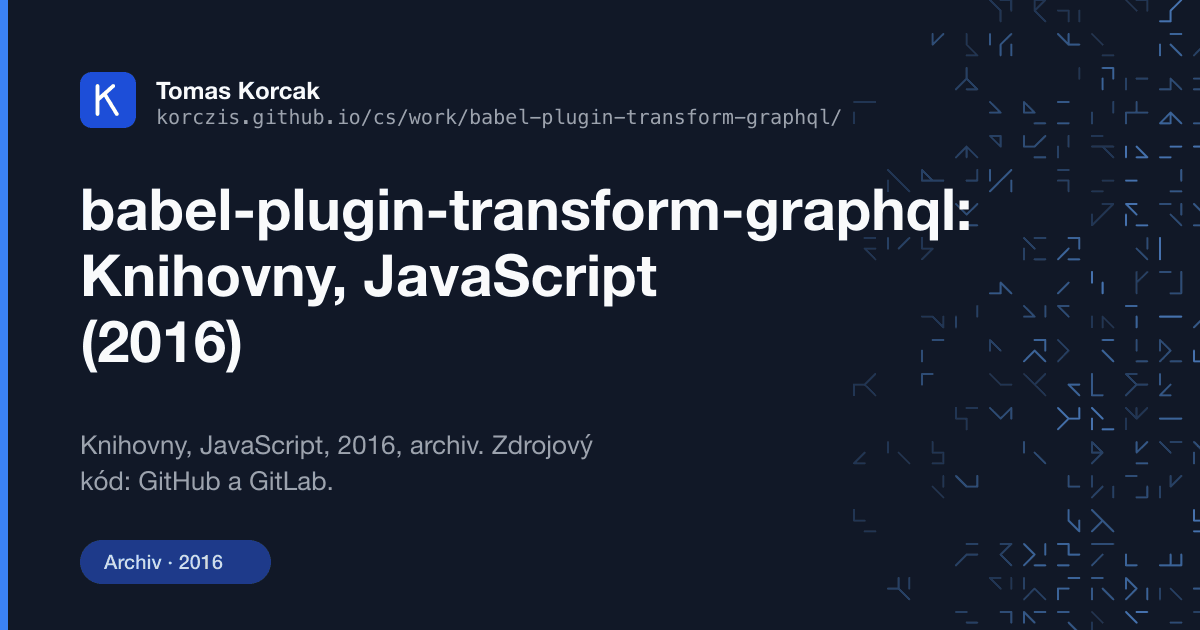 K
Tomas Korcak
korczis.github.io/cs/work/babel-plugin-transform-graphql/
babel-plugin-transform-graphql:
Knihovny, JavaScript
(2016)
Knihovny, JavaScript, 2016, archiv. Zdrojový
kód: GitHub a GitLab.
Archiv · 2016